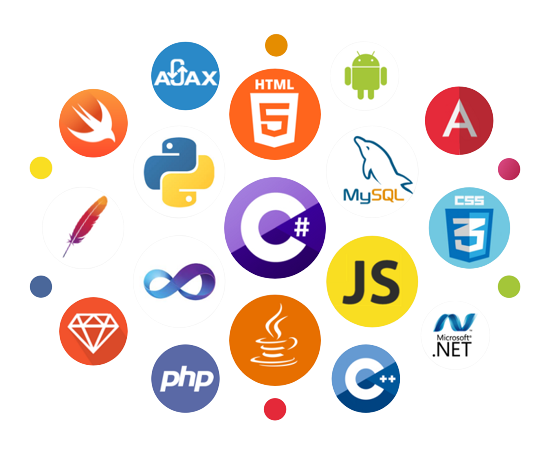 AJAX
HTML
5
A
MySQL
CSS
3
C#
JS
Microsoft®
.NET
php
C++